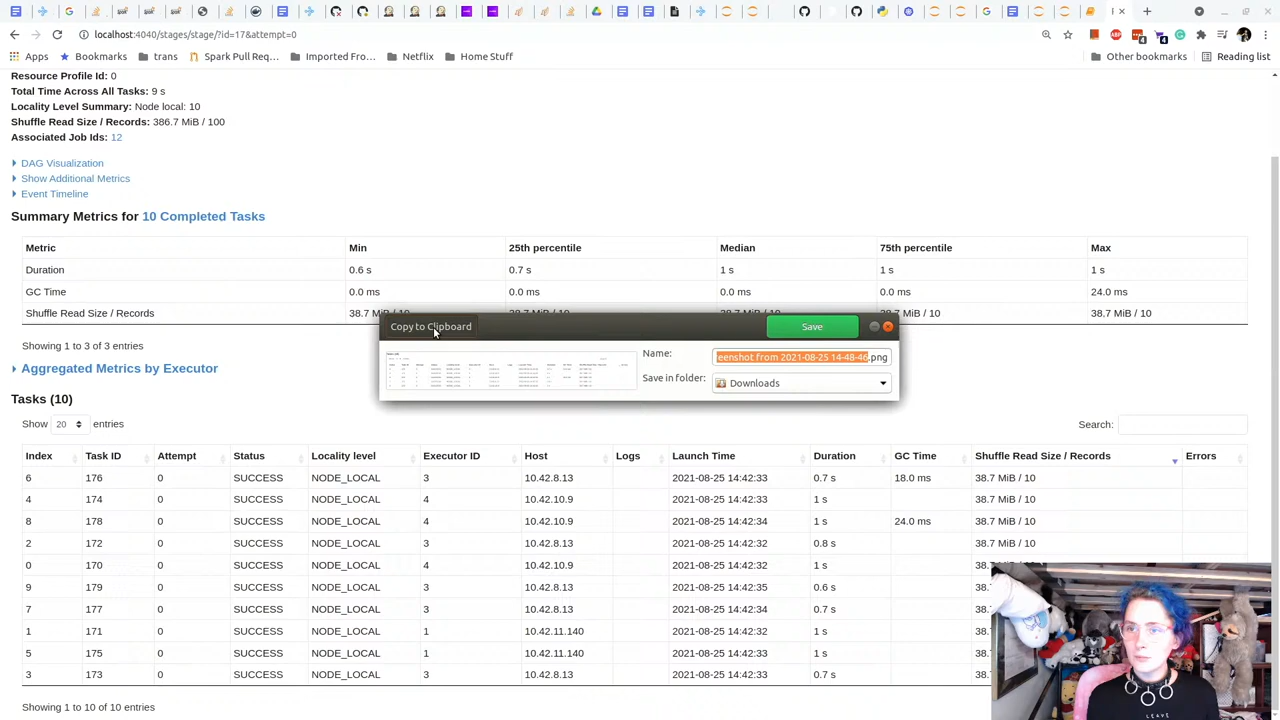 localhost:4040/stages/stage/?id=17&attempt=0
Apps Bookmarks trans Spark Pull Req... Imported Fro... Netflix Home Stuff Other bookmarks Reading list
Resource Profile Id: 0
Total Time Across All Tasks: 9 s
Locality Level Summary: Node local: 10
Shuffle Read Size / Records: 386.7 MiB / 100
Associated Job Ids: 12
DAG Visualization
Show Additional Metrics
Event Timeline
Summary Metrics for 10 Completed Tasks
Metric Min 25th percentile Median 75th percentile Max
Duration 0.6 s 0.7 s 1 s 1 s 1 s
GC Time 0.0 ms 0.0 ms 0.0 ms 0.0 ms 24.0 ms
Shuffle Read Size / Records 38.7 MiB / 10
Copy to Clipboard Save
Name: eenshot from 2021-08-25 14-48-46.png
Save in folder: Downloads
Showing 1 to 3 of 3 entries
Aggregated Metrics by Executor
Tasks (10)
Show 20 entries Search:
Index Task ID Attempt Status Locality level Executor ID Host Logs Launch Time Duration GC Time Shuffle Read Size / Records Errors
6 176 0 SUCCESS NODE_LOCAL 3 10.42.8.13 2021-08-25 14:42:33 0.7 s 18.0 ms 38.7 MiB / 10
4 174 0 SUCCESS NODE_LOCAL 4 10.42.10.9 2021-08-25 14:42:33 1 s 38.7 MiB / 10
8 178 0 SUCCESS NODE_LOCAL 4 10.42.10.9 2021-08-25 14:42:34 1 s 24.0 ms 38.7 MiB / 10
2 172 0 SUCCESS NODE_LOCAL 3 10.42.8.13 2021-08-25 14:42:32 0.8 s 38.7 MiB / 10
0 170 0 SUCCESS NODE_LOCAL 4 10.42.10.9 2021-08-25 14:42:32 1 s 38.7
9 179 0 SUCCESS NODE_LOCAL 3 10.42.8.13 2021-08-25 14:42:35 0.6 s 38.
7 177 0 SUCCESS NODE_LOCAL 3 10.42.8.13 2021-08-25 14:42:34 0.7 s 38.
1 171 0 SUCCESS NODE_LOCAL 1 10.42.11.140 2021-08-25 14:42:32 1 s 38.
5 175 0 SUCCESS NODE_LOCAL 1 10.42.11.140 2021-08-25 14:42:33 1 s 38.
3 173 0 SUCCESS NODE_LOCAL 3 10.42.8.13 2021-08-25 14:42:33 0.7 s 38.
Showing 1 to 10 of 10 entries